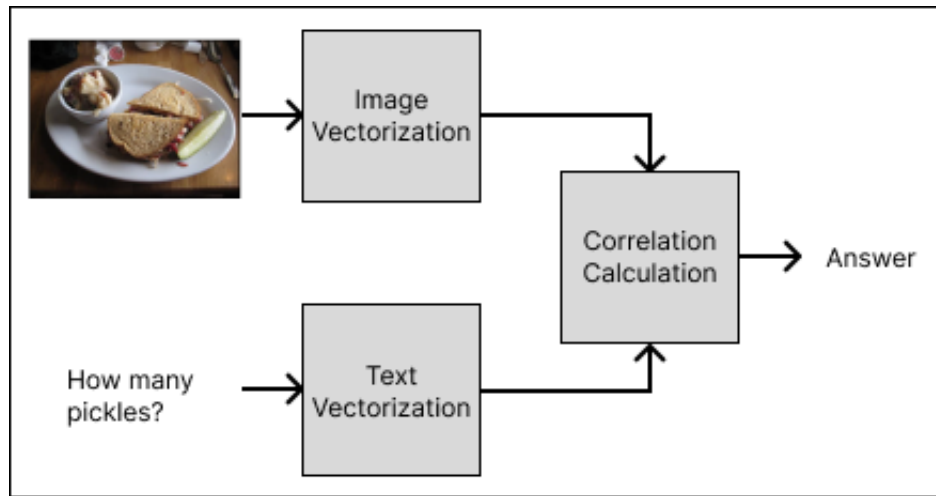 Image
Vectorization
Correlation
Calculation
Answer
How many
pickles?
Text
Vectorization